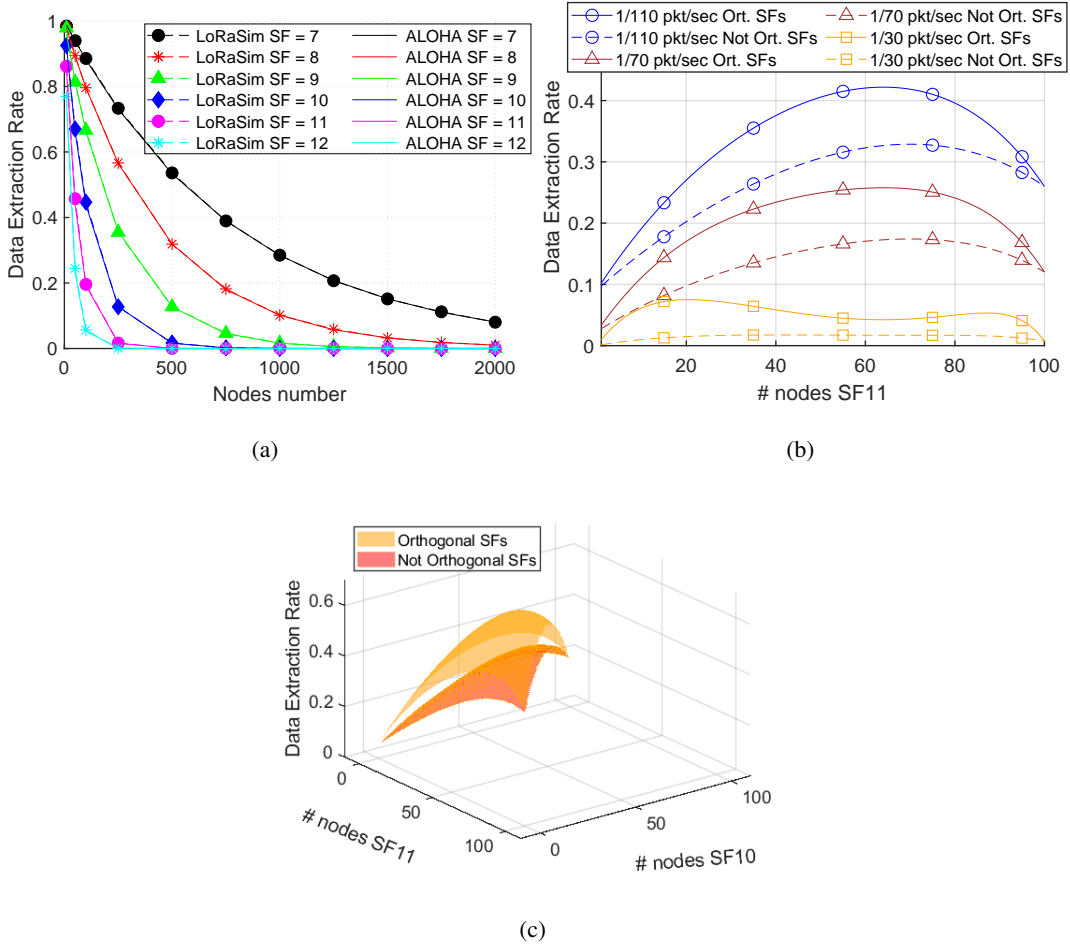 LoRaSim SF = 7 ALOHA SF = 7
LoRaSim SF = 8 ALOHA SF = 8
LoRaSim SF = 9 ALOHA SF = 9
LoRaSim SF = 10 ALOHA SF = 10
LoRaSim SF = 11 ALOHA SF = 11
LoRaSim SF = 12 ALOHA SF = 12
Data Extraction Rate
1
0.8
0.6
0.4
0.2
0
0 500 1000 1500 2000
Nodes number
(a)
1/110 pkt/sec Ort. SFs 1/70 pkt/sec Not Ort. SFs
1/110 pkt/sec Not Ort. SFs 1/30 pkt/sec Ort. SFs
1/70 pkt/sec Ort. SFs 1/30 pkt/sec Not Ort. SFs
Data Extraction Rate
0.4
0.3
0.2
0.1
0
20 40 60 80 100
# nodes SF11
(b)
Orthogonal SFs
Not Orthogonal SFs
Data Extraction Rate
0.6
0.4
0.2
0
0
50
100
# nodes SF11
0
50
100
# nodes SF10
(c)